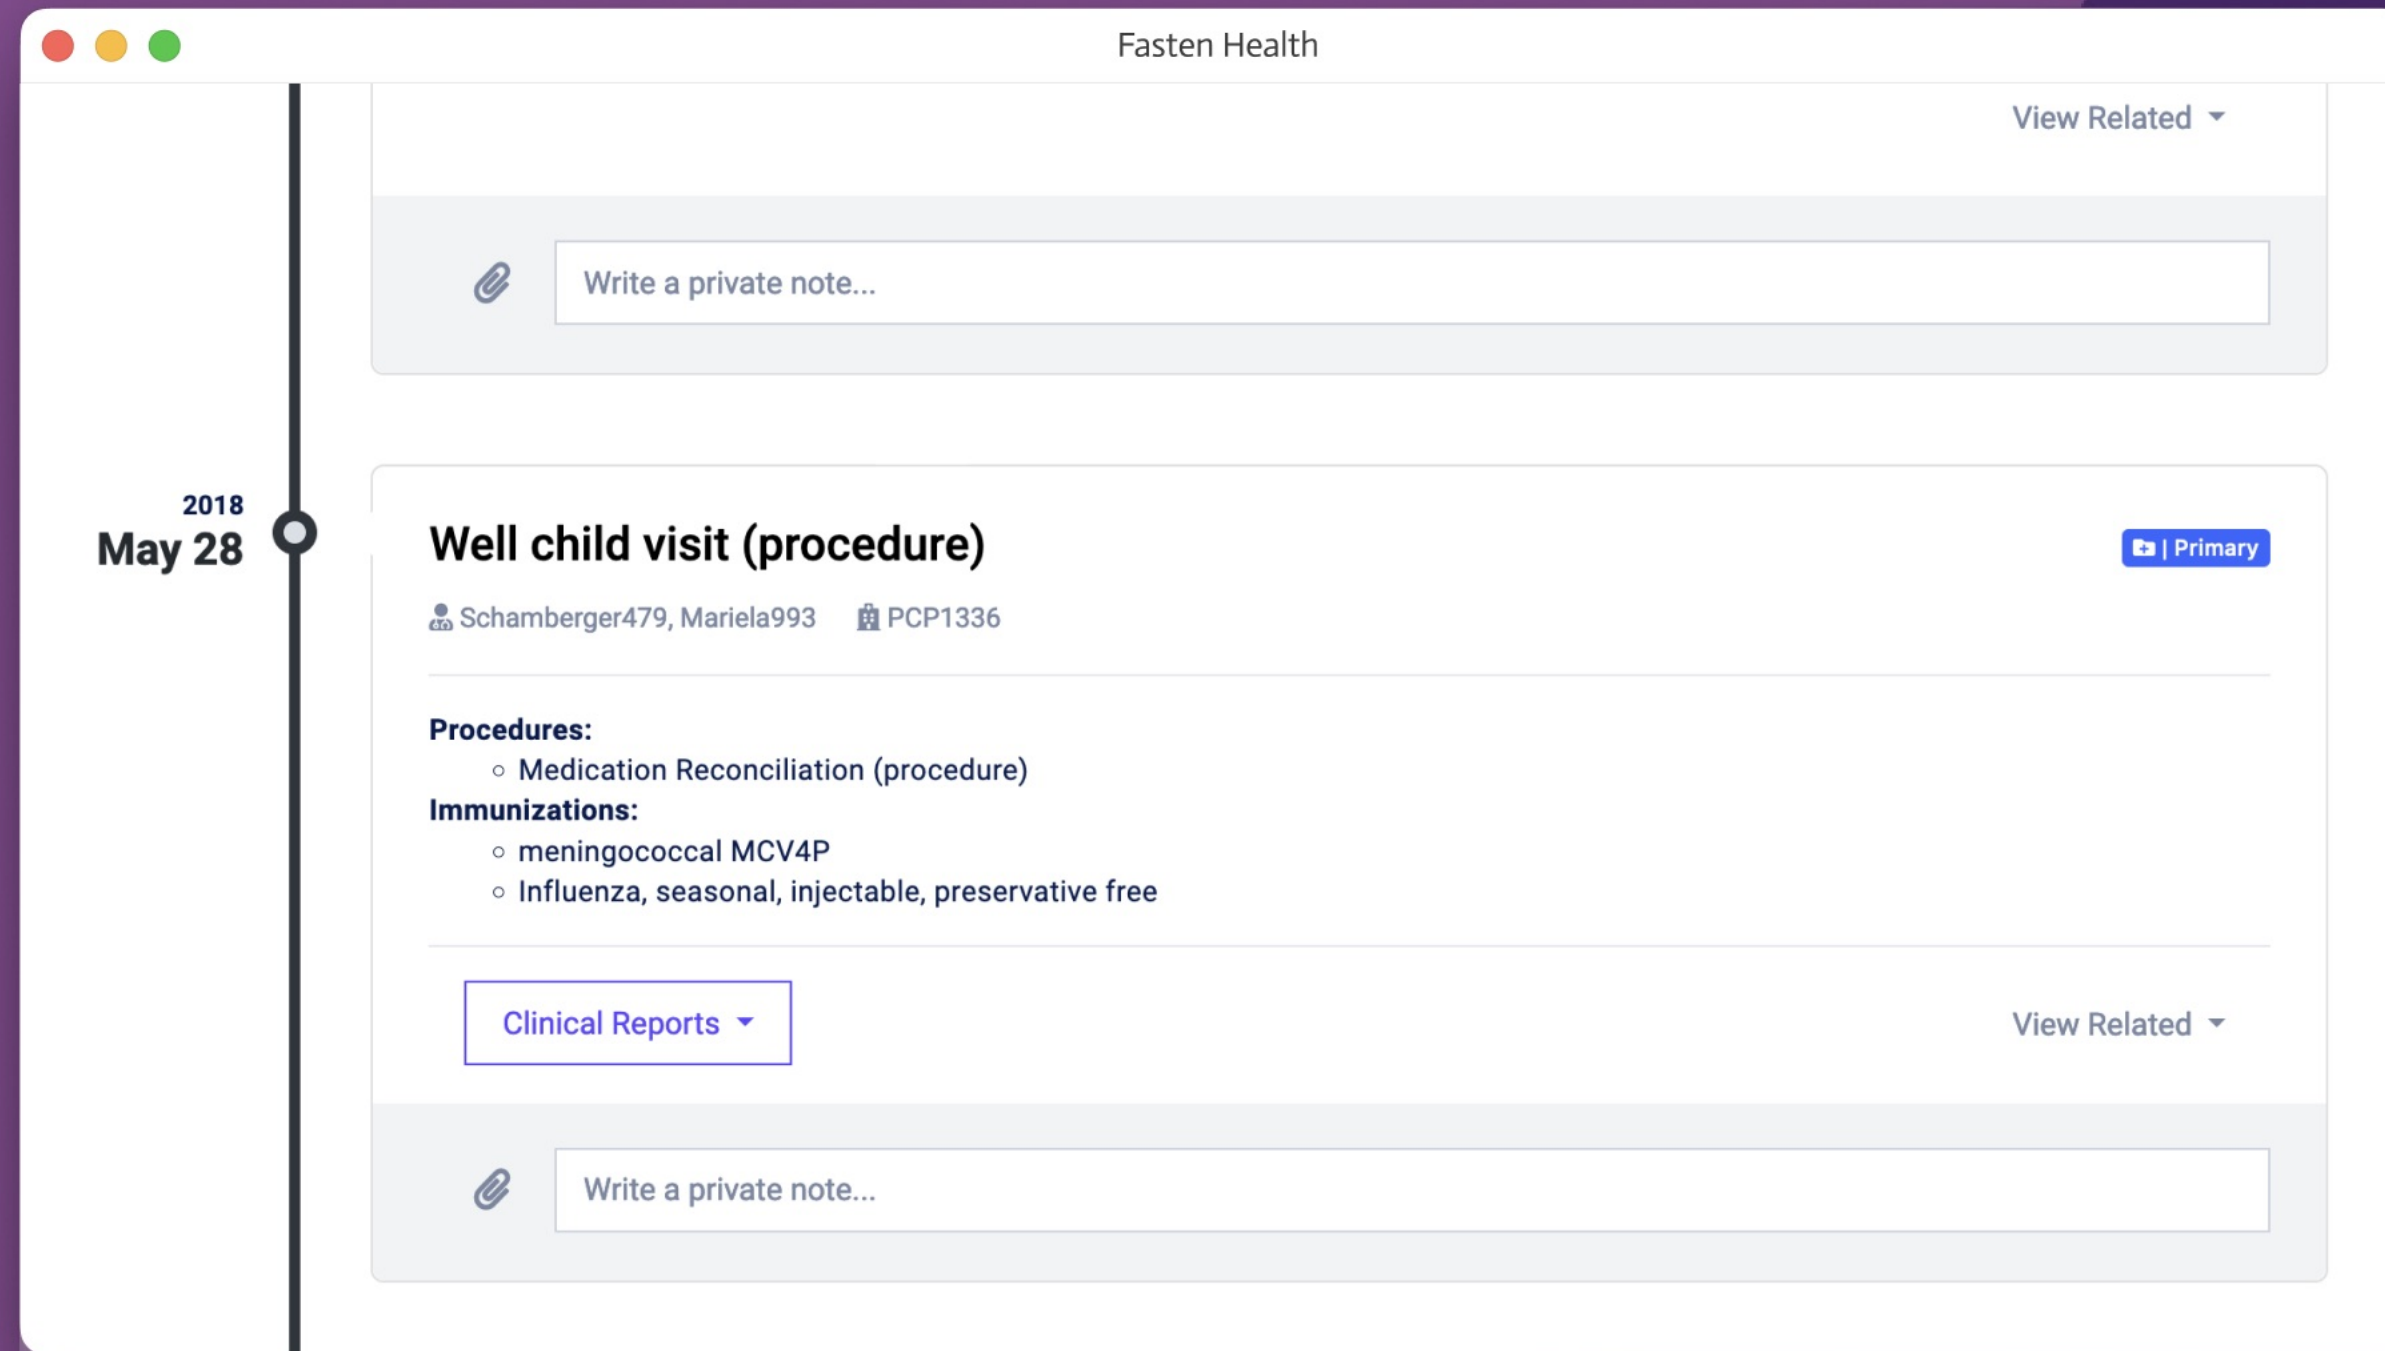 Fasten Health
View Related
Write a private note...
2018
May 28
Well child visit (procedure)
| Primary
Schamberger479, Mariela993 PCP1336
Procedures:
Medication Reconciliation (procedure)
Immunizations:
meningococcal MCV4P
Influenza, seasonal, injectable, preservative free
Clinical Reports
View Related
Write a private note...